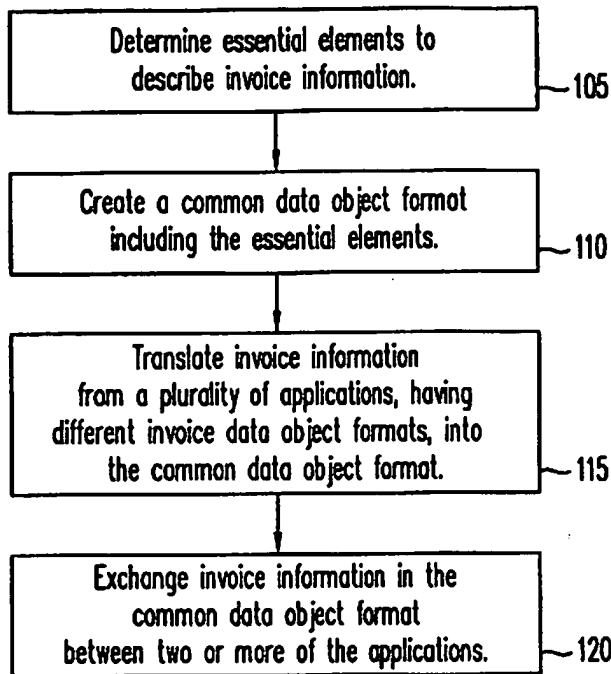 Determine essential elements to
describe invoice information.
105
Create a common data object format
including the essential elements.
110
Translate invoice information
from a plurality of applications, having
different invoice data object formats, into
the common data object format.
115
Exchange invoice information in the
common data object format
between two or more of the applications.
120